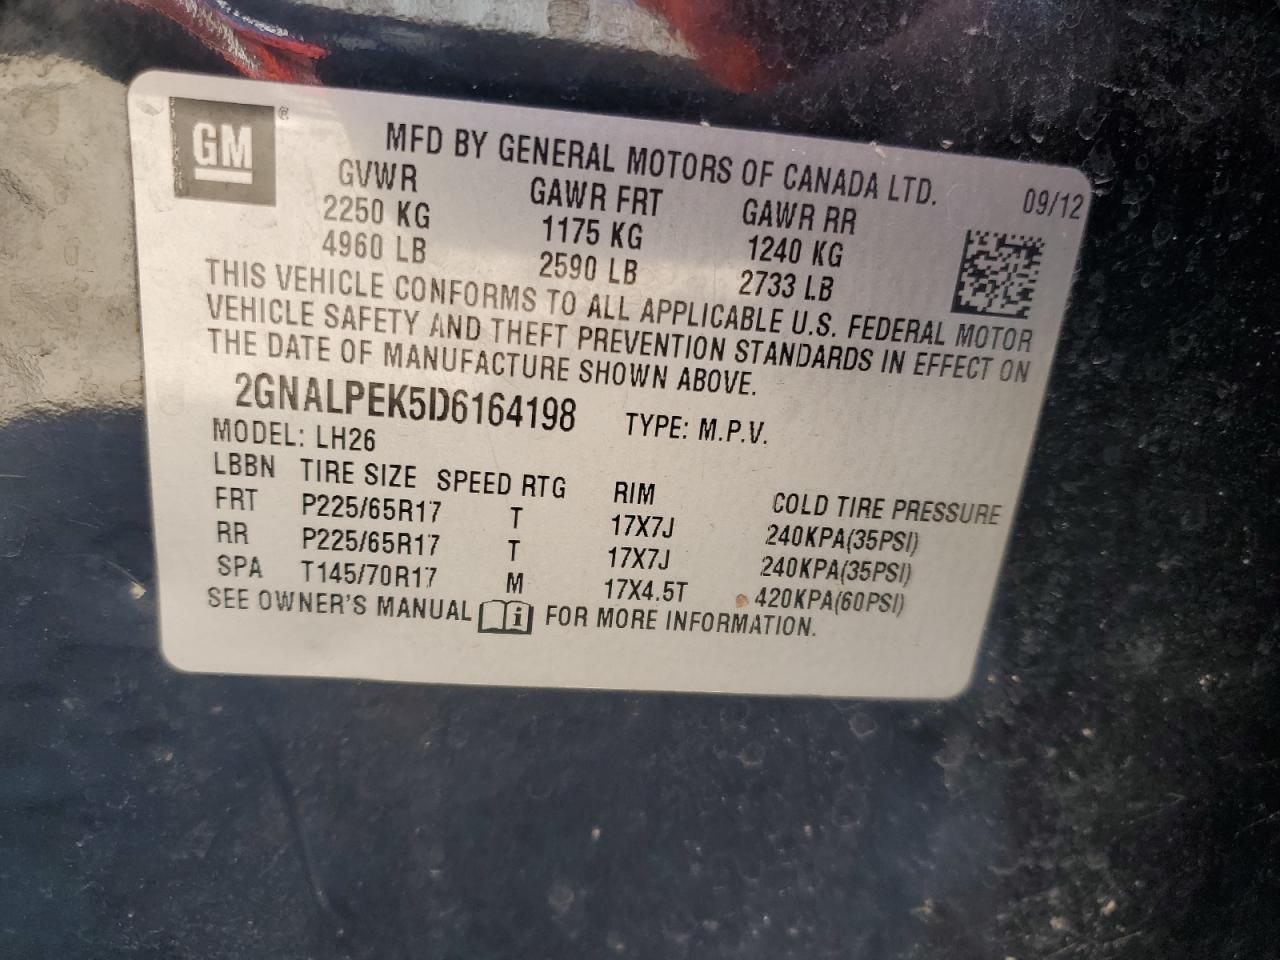 GM ®
MFD BY GENERAL MOTORS OF CANADA LTD.
09/12
GVWR GAWR FRT GAWR RR
2250 KG 1175 KG 1240 KG
4960 LB 2590 LB 2733 LB
THIS VEHICLE CONFORMS TO ALL APPLICABLE U.S. FEDERAL MOTOR
VEHICLE SAFETY AND THEFT PREVENTION STANDARDS IN EFFECT ON
THE DATE OF MANUFACTURE SHOWN ABOVE.
2GNALPEK5D6164198 TYPE: M.P.V.
MODEL: LH26
LBBN TIRE SIZE SPEED RTG RIM COLD TIRE PRESSURE
FRT P225/65R17 T 17X7J 240KPA(35PSI)
RR P225/65R17 T 17X7J 240KPA(35PSI)
SPA T145/70R17 M 17X4.5T 420KPA(60PSI)
SEE OWNER'S MANUAL i FOR MORE INFORMATION.